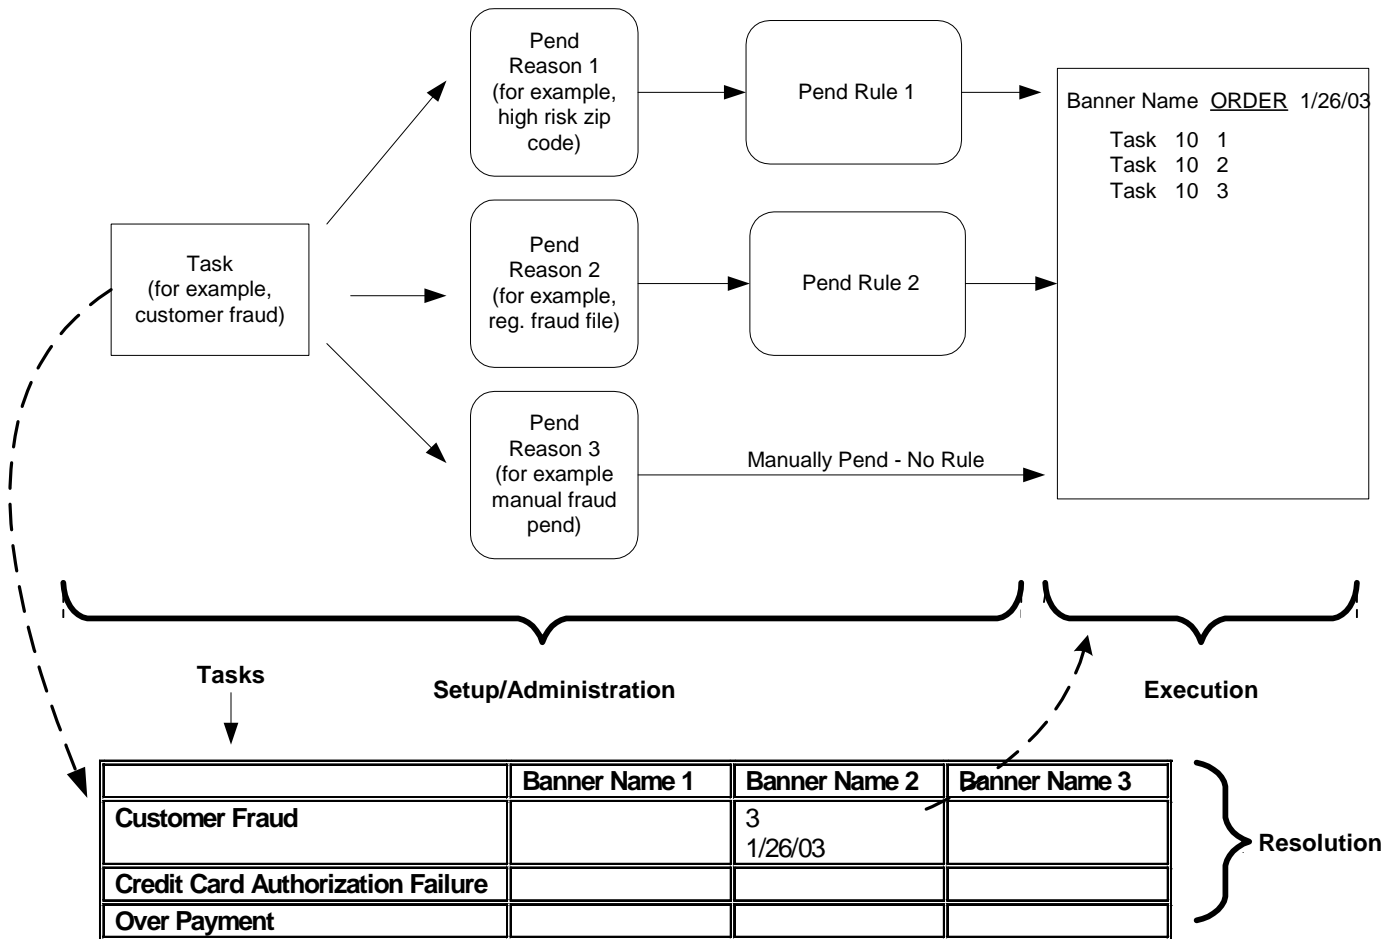 Pend
Reason 1
(for example,
high risk zip
code)
Pend Rule 1
Banner Name ORDER 1/26/03
Task 10 1
Task 10 2
Task 10 3
Task
(for example,
customer fraud)
Pend
Reason 2
(for example,
reg. fraud file)
Pend Rule 2
Pend
Reason 3
(for example
manual fraud
pend)
Manually Pend - No Rule
Tasks
Setup/Administration
Execution
Banner Name 1 Banner Name 2 Banner Name 3
Customer Fraud 3
1/26/03
Resolution
Credit Card Authorization Failure
Over Payment